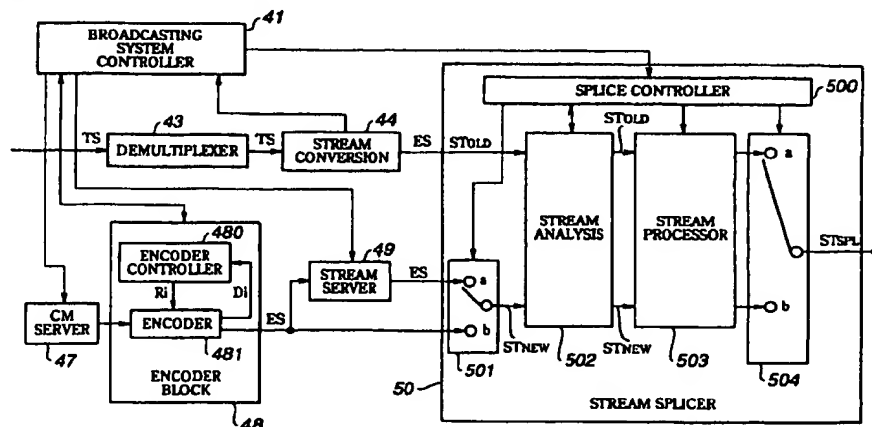 41
BROADCASTING
SYSTEM
CONTROLLER
500
SPLICE CONTROLLER
43
44
TS
DEMULTIPLEXER
TS
STREAM
CONVERSION
ES
STOLD
STOLD
a
STREAM
ANALYSIS
STREAM
PROCESSOR
STSPL
480
ENCODER
CONTROLLER
49
STREAM
SERVER
ES
a
Ri
Di
CM
SERVER
ENCODER
ES
b
b
47
481
ENCODER
BLOCK
48
STNEW
STNEW
501
502
503
504
50
STREAM SPLICER